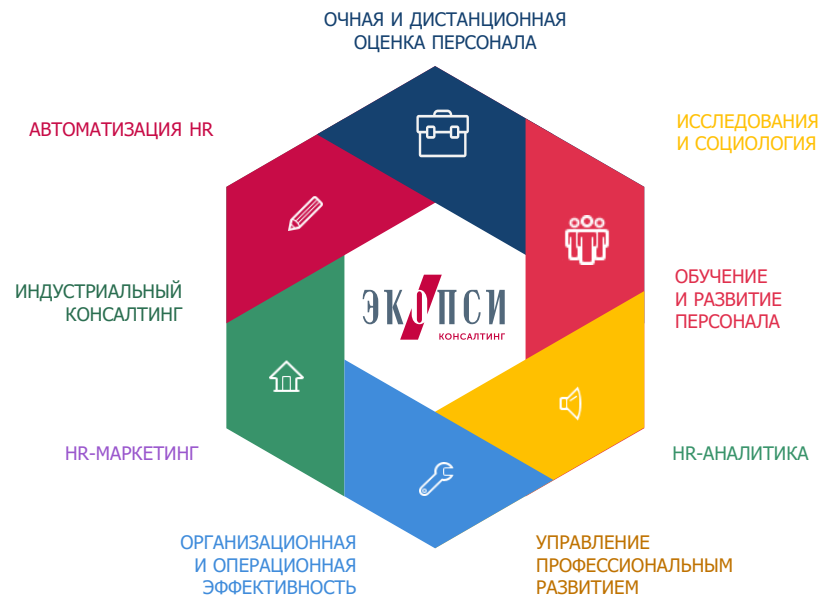 ОЧНАЯ И ДИСТАНЦИОННАЯ
ОЦЕНКА ПЕРСОНАЛА
АВТОМАТИЗАЦИЯ HR
ИССЛЕДОВАНИЯ
И СОЦИОЛОГИЯ
ИНДУСТРИАЛЬНЫЙ
КОНСАЛТИНГ
ЭКОПСИ
КОНСАЛТИНГ
ОБУЧЕНИЕ
И РАЗВИТИЕ
ПЕРСОНАЛА
HR-МАРКЕТИНГ
HR-АНАЛИТИКА
ОРГАНИЗАЦИОННАЯ
И ОПЕРАЦИОННАЯ
ЭФФЕКТИВНОСТЬ
УПРАВЛЕНИЕ
ПРОФЕССИОНАЛЬНЫМ
РАЗВИТИЕМ